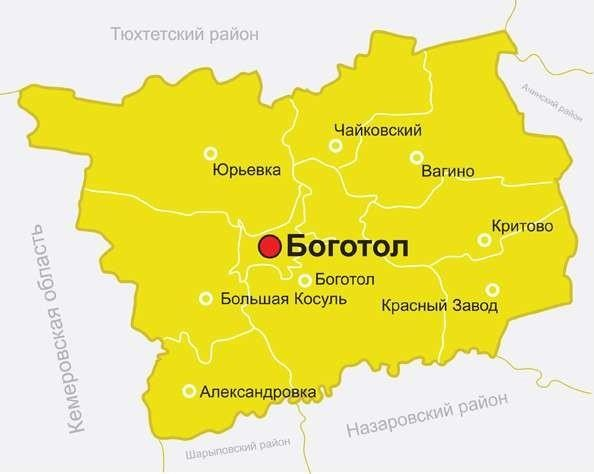 Тюхтетский район
Ачинский район
Чайковский
Юрьевка
Вагино
Критово
Кемеровская область
Боготол
Боготол
Большая Косуль
Красный Завод
Александровка
Назаровский район
Шарыповский район